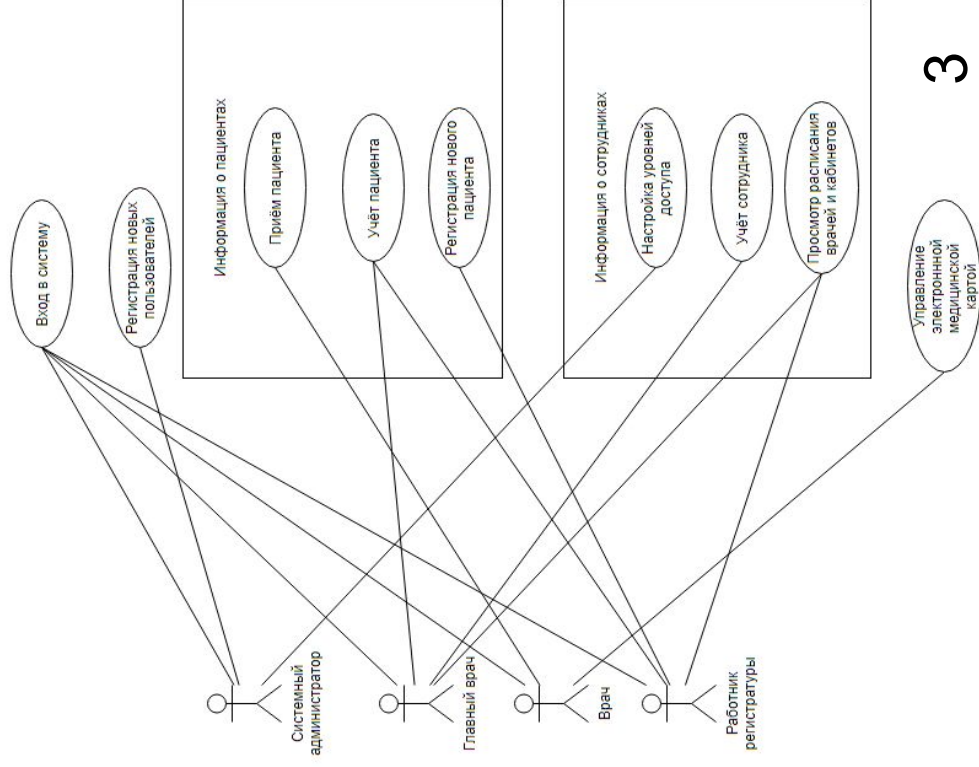 Вход в систему
Регистрация новых
пользователей
Информация о пациентах
Приём пациента
Учёт пациента
Регистрация нового
пациента
Информация о сотрудниках
Настройка уровней
доступа
Учёт сотрудника
Просмотр расписания
врачей и кабинетов
Управление
электроннной
медицинской
картой
Системный
администратор
Главный врач
Врач
Работник
регистратуры
3